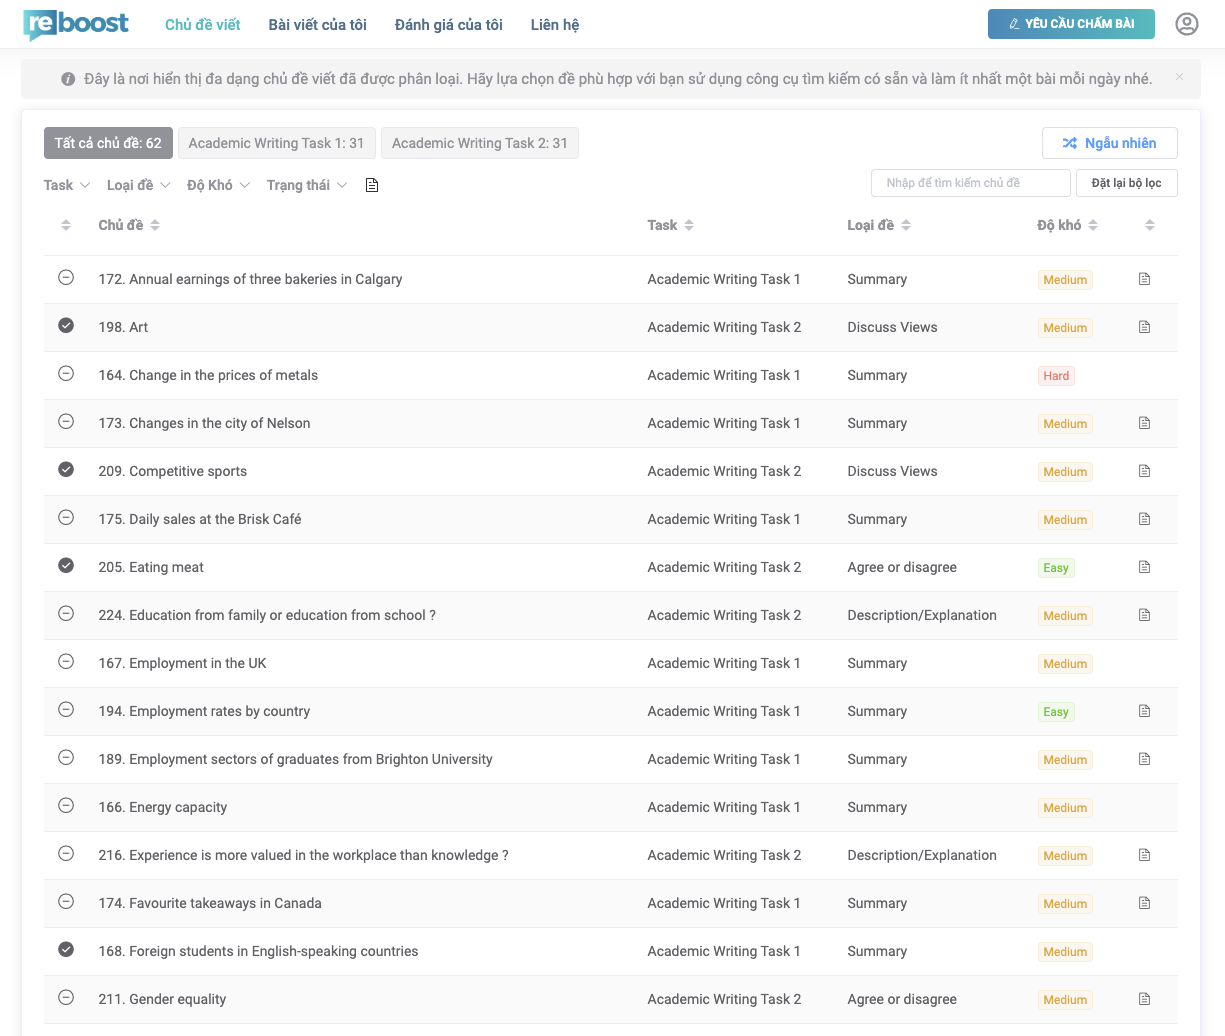 reboost Chủ đề viết Bài viết của tôi Đánh giá của tôi Liên hệ YÊU CẦU CHẤM BÀI
Đây là nơi hiển thị đa dạng chủ đề viết đã được phân loại. Hãy lựa chọn đề phù hợp với bạn sử dụng công cụ tìm kiếm có sẵn và làm ít nhất một bài mỗi ngày nhé.
Tất cả chủ đề: 62 Academic Writing Task 1: 31 Academic Writing Task 2: 31 Ngẫu nhiên
Task Loại đề Độ Khó Trạng thái Nhập để tìm kiếm chủ đề Đặt lại bộ lọc
Chủ đề Task Loại đề Độ khó
172. Annual earnings of three bakeries in Calgary Academic Writing Task 1 Summary Medium
198. Art Academic Writing Task 2 Discuss Views Medium
164. Change in the prices of metals Academic Writing Task 1 Summary Hard
173. Changes in the city of Nelson Academic Writing Task 1 Summary Medium
209. Competitive sports Academic Writing Task 2 Discuss Views Medium
175. Daily sales at the Brisk Café Academic Writing Task 1 Summary Medium
205. Eating meat Academic Writing Task 2 Agree or disagree Easy
224. Education from family or education from school ? Academic Writing Task 2 Description/Explanation Medium
167. Employment in the UK Academic Writing Task 1 Summary Medium
194. Employment rates by country Academic Writing Task 1 Summary Easy
189. Employment sectors of graduates from Brighton University Academic Writing Task 1 Summary Medium
166. Energy capacity Academic Writing Task 1 Summary Medium
216. Experience is more valued in the workplace than knowledge ? Academic Writing Task 2 Description/Explanation Medium
174. Favourite takeaways in Canada Academic Writing Task 1 Summary Medium
168. Foreign students in English-speaking countries Academic Writing Task 1 Summary Medium
211. Gender equality Academic Writing Task 2 Agree or disagree Medium